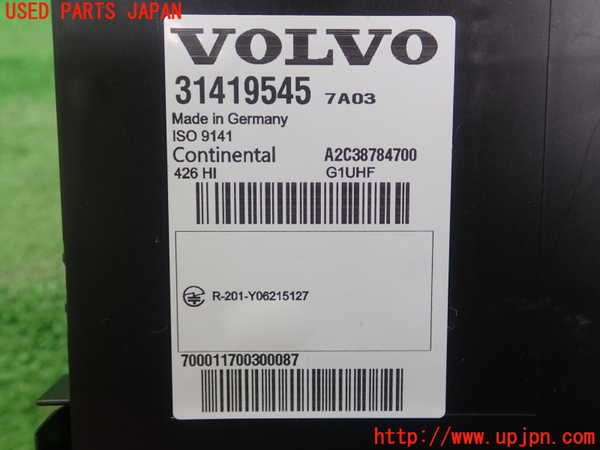 USED PARTS JAPAN
VOLVO
31419545 7A03
Made in Germany
ISO 9141
Continental A2C38784700
426 HI G1UHF
R-201-Y06215127
700011700300087
www.upjpn.com